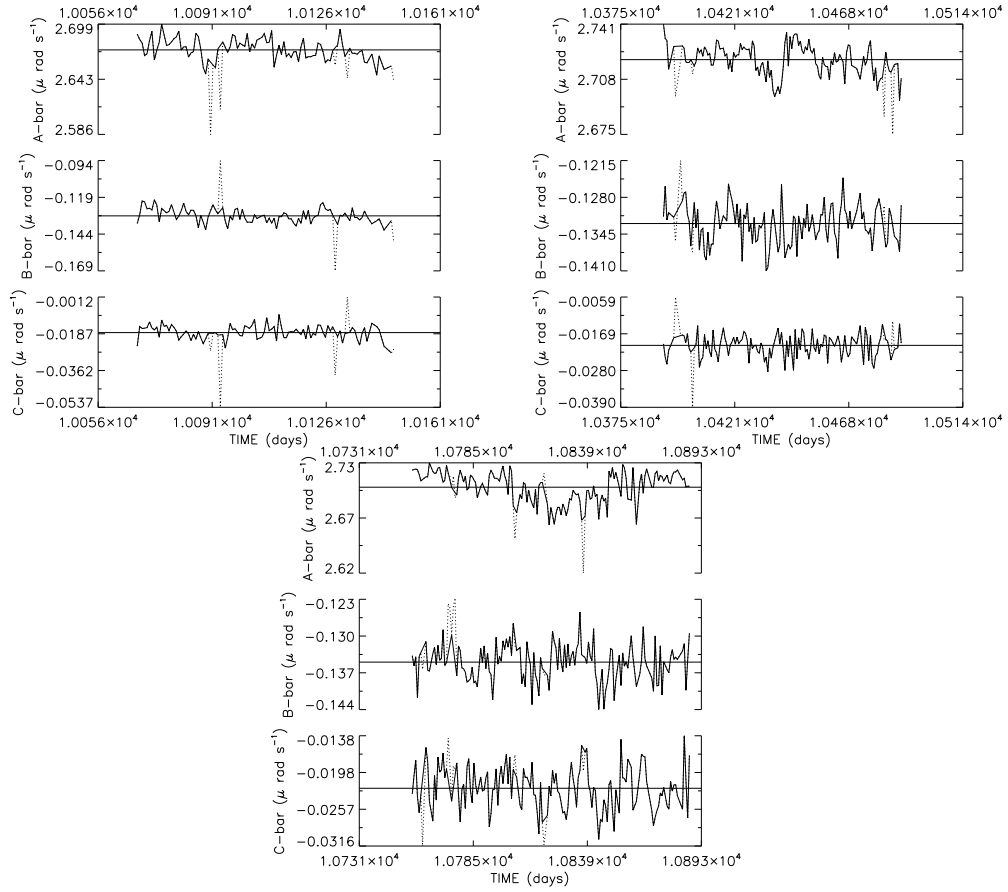 1.0056×10⁴ 1.0091×10⁴ 1.0126×10⁴ 1.0161×10⁴
A−bar (μ rad s⁻¹)
2.699
2.643
2.586
B−bar (μ rad s⁻¹)
−0.094
−0.119
−0.144
−0.169
C−bar (μ rad s⁻¹)
−0.0012
−0.0187
−0.0362
−0.0537
1.0056×10⁴ 1.0091×10⁴ 1.0126×10⁴ 1.0161×10⁴
TIME (days)
1.0375×10⁴ 1.0421×10⁴ 1.0468×10⁴ 1.0514×10⁴
A−bar (μ rad s⁻¹)
2.741
2.708
2.675
B−bar (μ rad s⁻¹)
−0.1215
−0.1280
−0.1345
−0.1410
C−bar (μ rad s⁻¹)
−0.0059
−0.0169
−0.0280
−0.0390
1.0375×10⁴ 1.0421×10⁴ 1.0468×10⁴ 1.0514×10⁴
TIME (days)
1.0731×10⁴ 1.0785×10⁴ 1.0839×10⁴ 1.0893×10⁴
A−bar (μ rad s⁻¹)
2.73
2.67
2.62
B−bar (μ rad s⁻¹)
−0.123
−0.130
−0.137
−0.144
C−bar (μ rad s⁻¹)
−0.0138
−0.0198
−0.0257
−0.0316
1.0731×10⁴ 1.0785×10⁴ 1.0839×10⁴ 1.0893×10⁴
TIME (days)